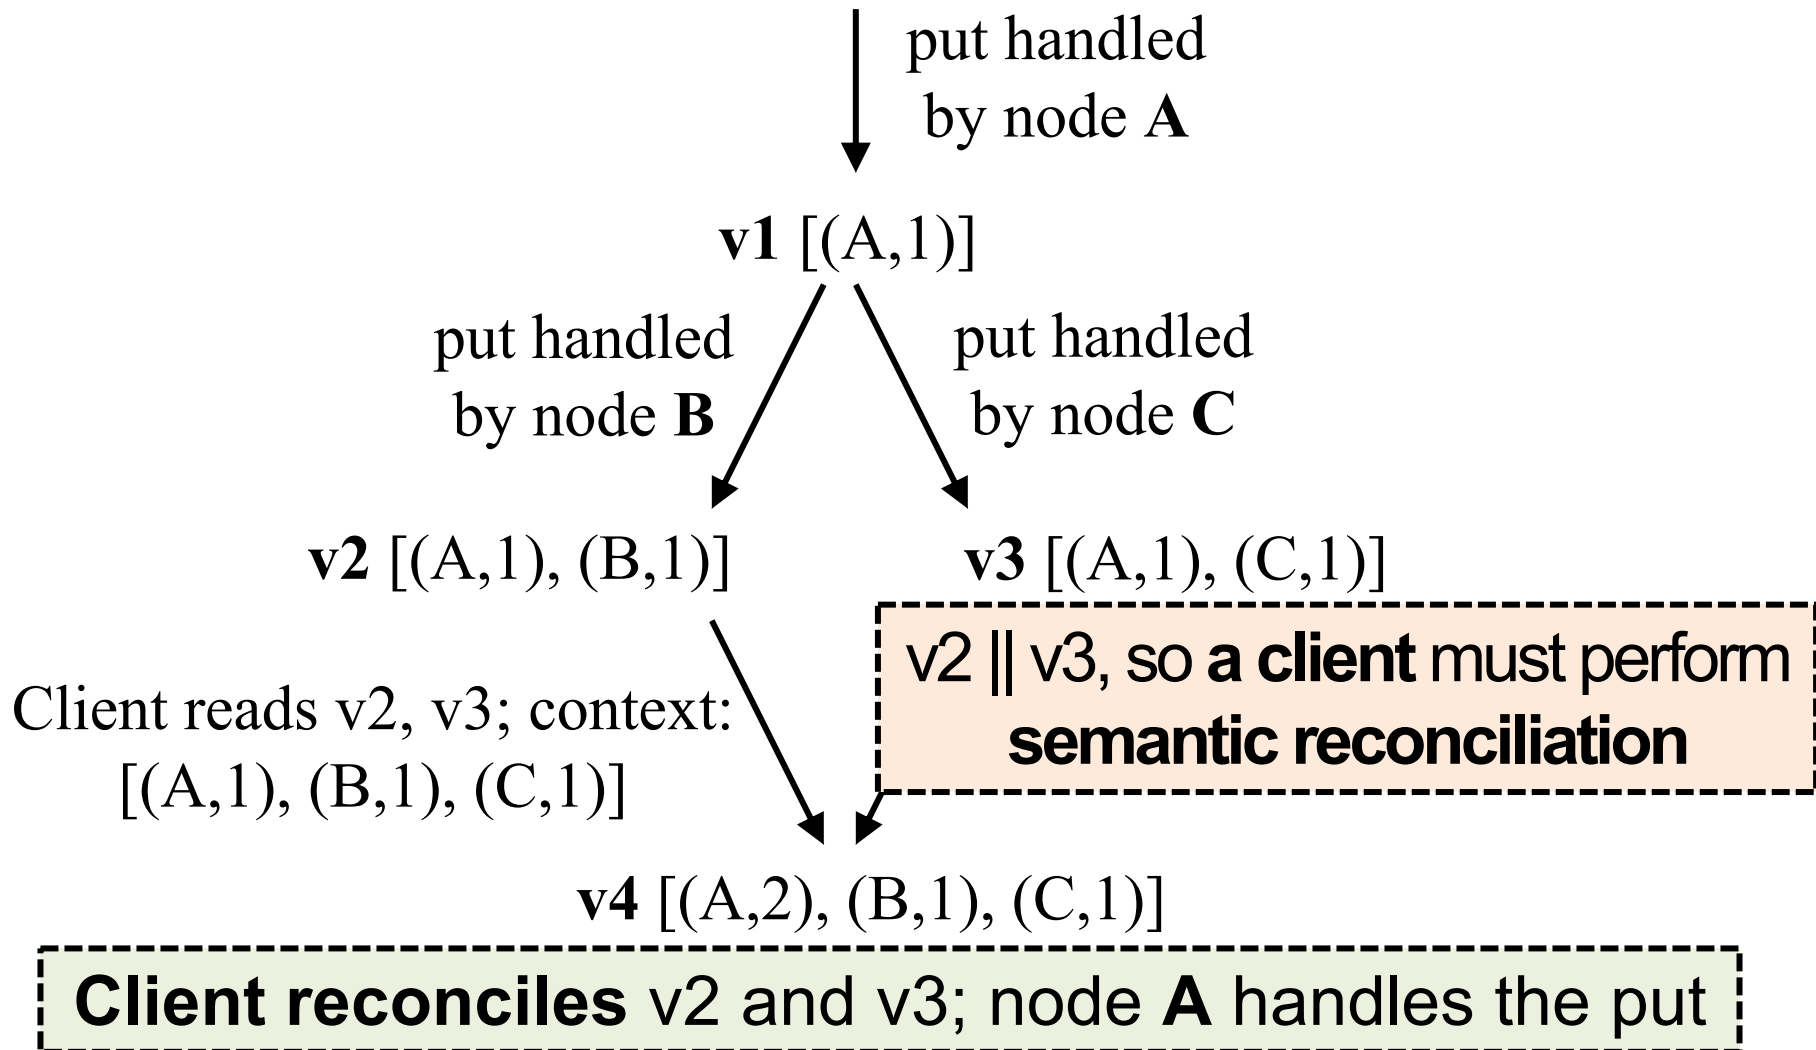 put handled
by node A
v1 [(A,1)]
put handled
by node B
put handled
by node C
v2 [(A,1), (B,1)]
v3 [(A,1), (C,1)]
v2 || v3, so a client must perform
semantic reconciliation
Client reads v2, v3; context:
[(A,1), (B,1), (C,1)]
v4 [(A,2), (B,1), (C,1)]
Client reconciles v2 and v3; node A handles the put